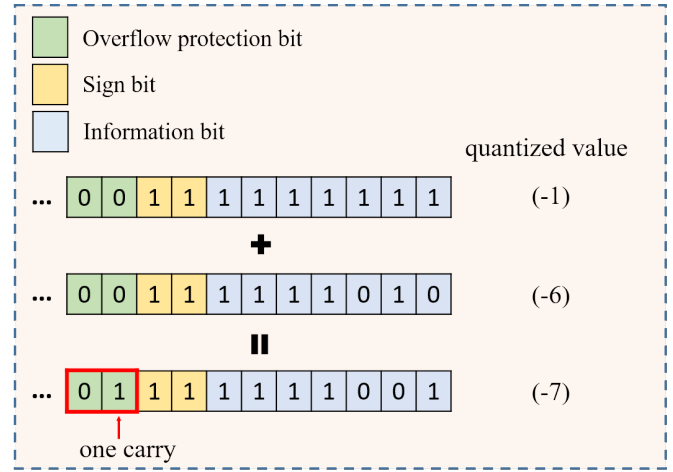 Overflow protection bit
Sign bit
Information bit
quantized value
... 0 0 1 1 1 1 1 1 1 1 1 (-1)
+
... 0 0 1 1 1 1 1 1 0 1 0 (-6)
=
... 0 1 1 1 1 1 1 1 0 0 1 (-7)
one carry